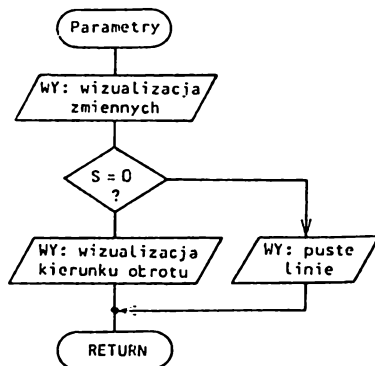 Parametry
WY: wizualizacja
zmiennych
S = 0
?
WY: wizualizacja
kierunku obrotu
WY: puste
linie
RETURN